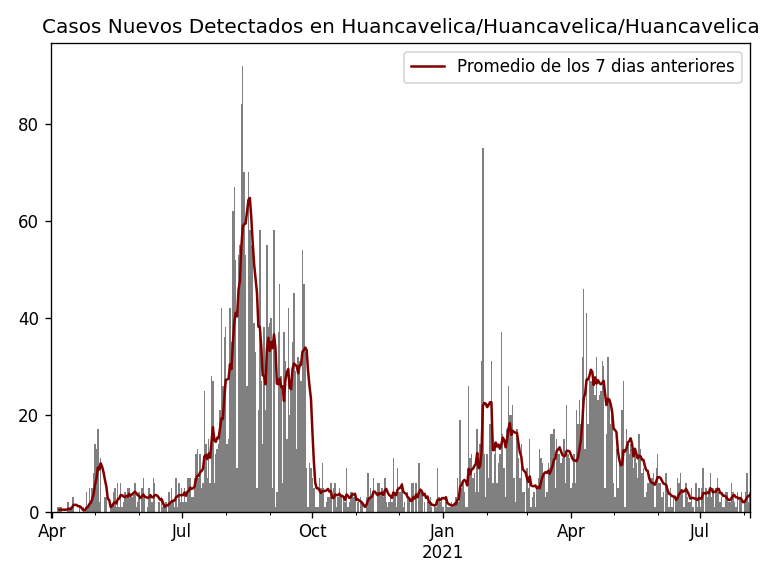 Casos Nuevos Detectados en Huancavelica/Huancavelica/Huancavelica
Promedio de los 7 dias anteriores
80
60
40
20
0
Apr Jul Oct Jan Apr Jul
2021